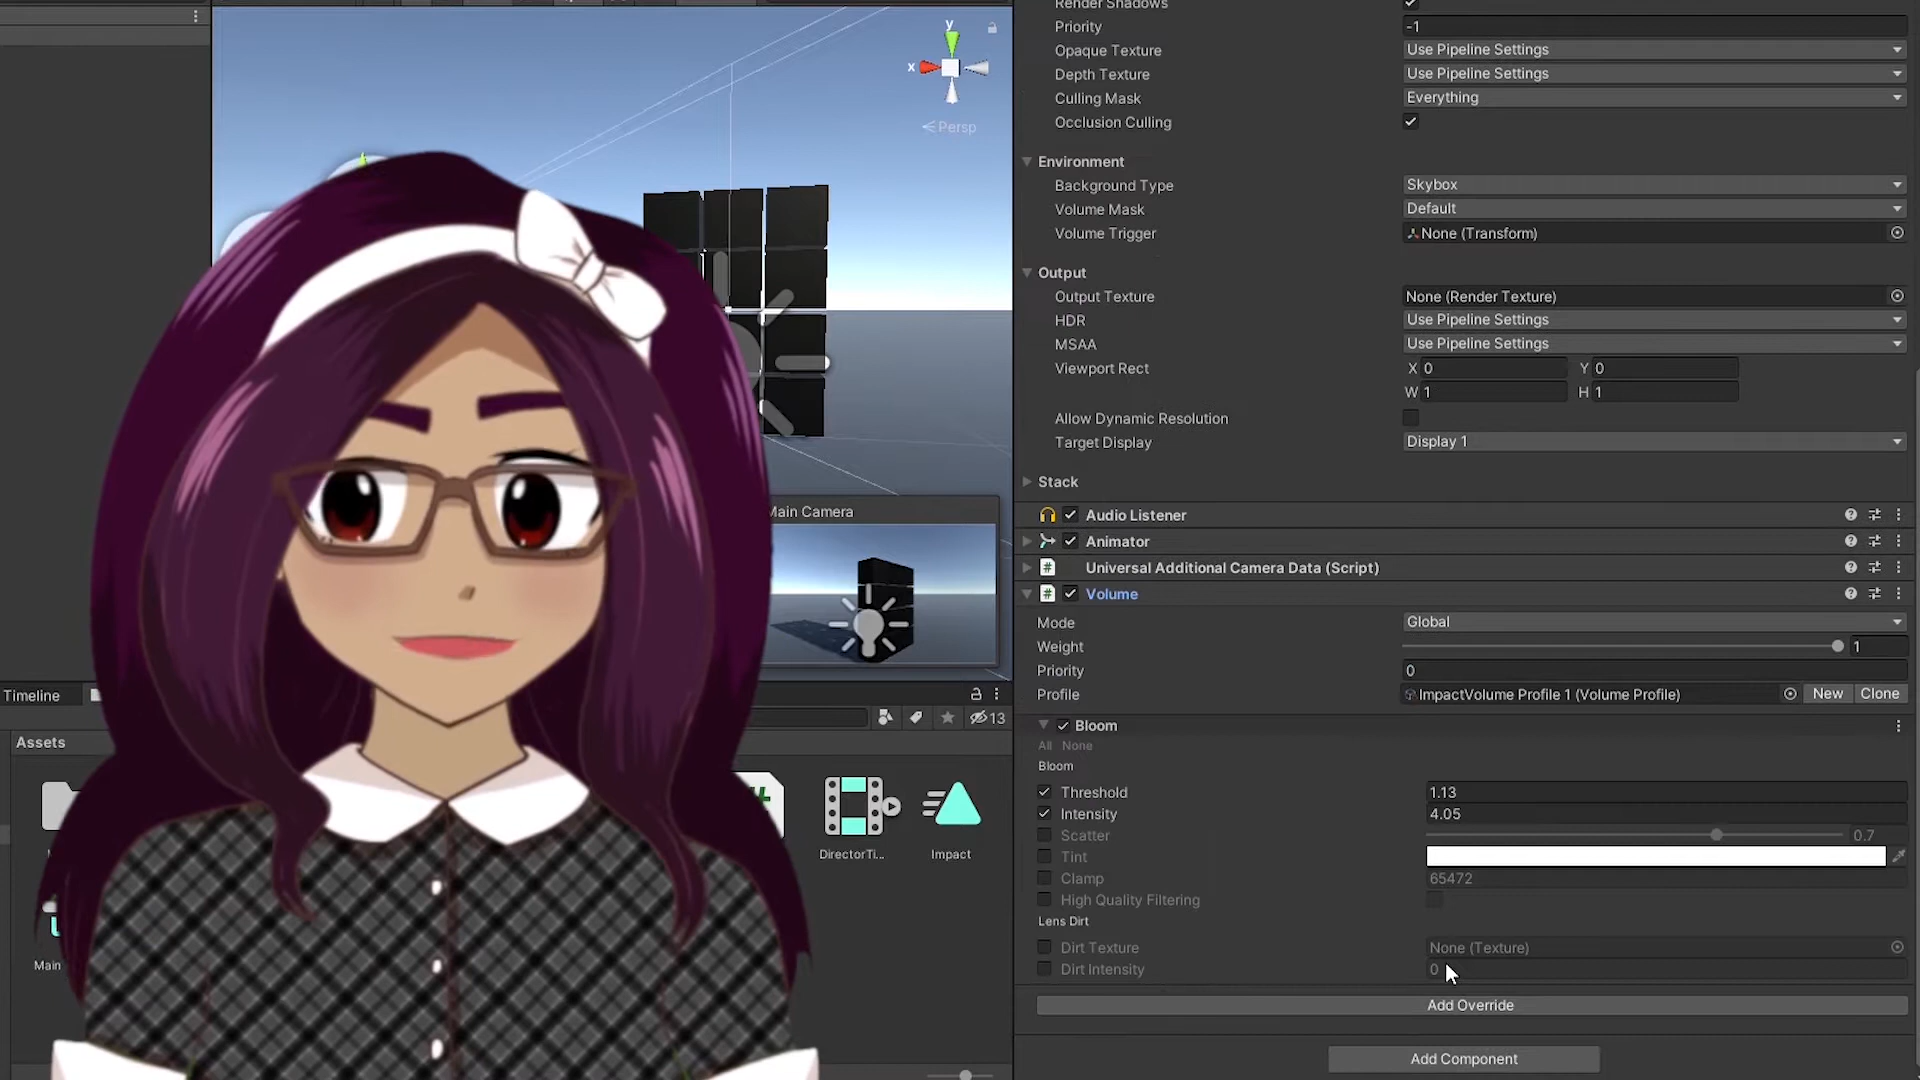 Render Shadows
Priority -1
Opaque Texture Use Pipeline Settings
Depth Texture Use Pipeline Settings
Culling Mask Everything
Occlusion Culling
Environment
Background Type Skybox
Volume Mask Default
Volume Trigger None (Transform)
Output
Output Texture None (Render Texture)
HDR Use Pipeline Settings
MSAA Use Pipeline Settings
Viewport Rect X 0 Y 0
W 1 H 1
Allow Dynamic Resolution
Target Display Display 1
Stack
Audio Listener
Animator
# Universal Additional Camera Data (Script)
# Volume
Mode Global
Weight 1
Priority 0
Profile ImpactVolume Profile 1 (Volume Profile) New Clone
Bloom
All None
Bloom
Threshold 1.13
Intensity 4.05
Scatter 0.7
Tint
Clamp 65472
High Quality Filtering
Lens Dirt
Dirt Texture None (Texture)
Dirt Intensity 0
Add Override
Add Component
y
x
Persp
Main Camera
Timeline
13
Assets
DirectorTi...
Impact
Main